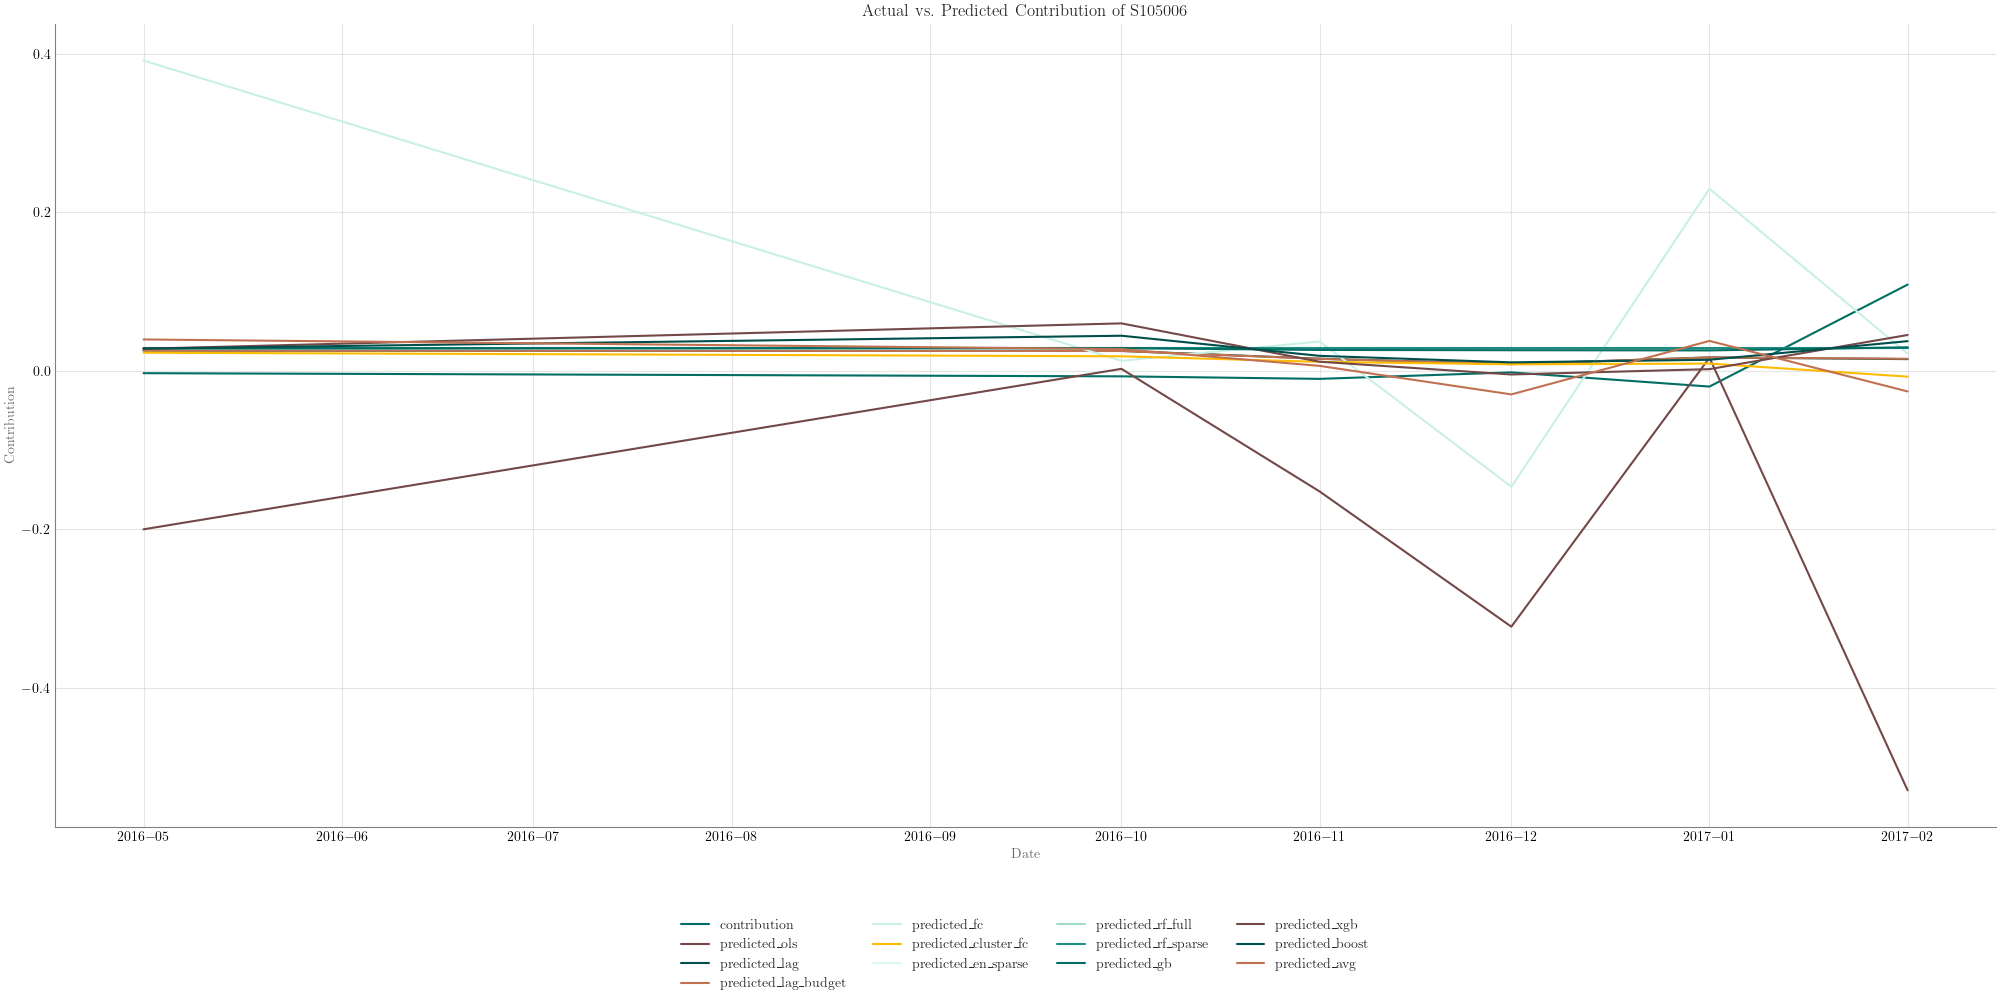 Actual vs. Predicted Contribution of S105006
0.4
0.2
0.0
−0.2
−0.4
Contribution
2016−05 2016−06 2016−07 2016−08 2016−09 2016−10 2016−11 2016−12 2017−01 2017−02
Date
contribution predicted_fc predicted_rf_full predicted_xgb
predicted_ols predicted_cluster_fc predicted_rf_sparse predicted_boost
predicted_lag predicted_en_sparse predicted_gb predicted_avg
predicted_lag_budget